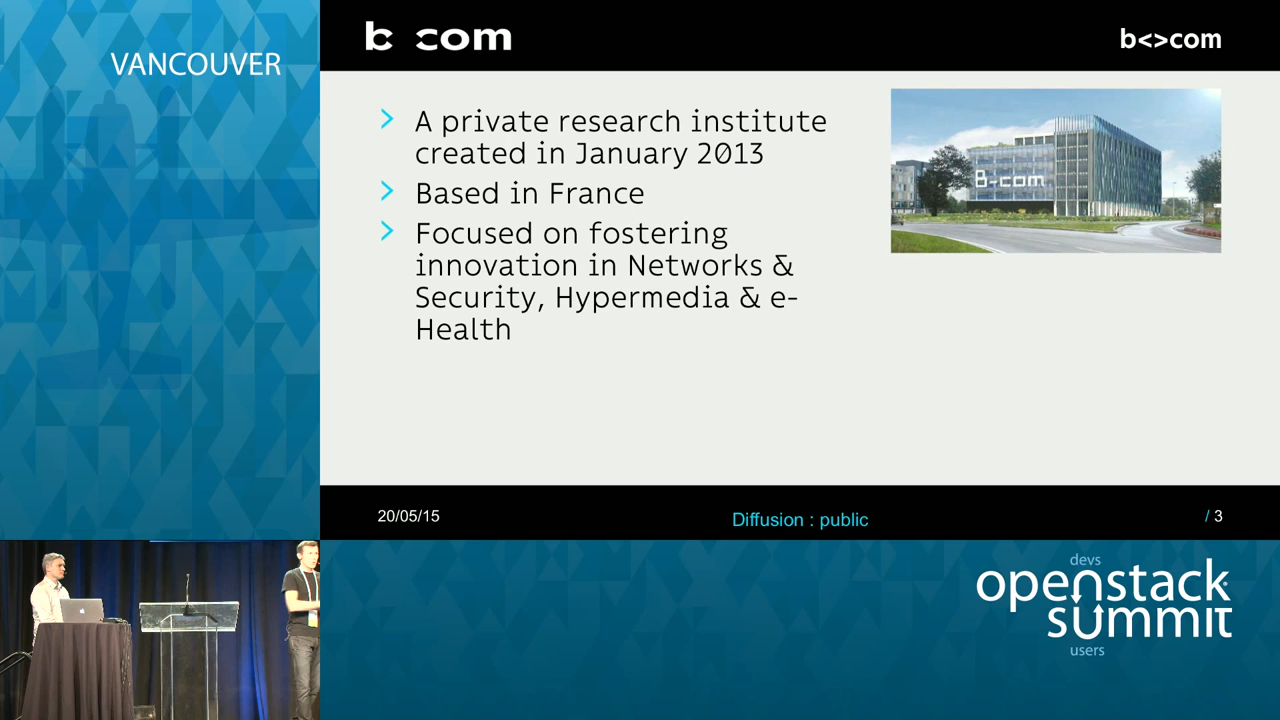 VANCOUVER
b com
b<>com
A private research institute
created in January 2013
Based in France
Focused on fostering
innovation in Networks &
Security, Hypermedia & e-
Health
B-com
20/05/15
Diffusion : public
/ 3
devs
openstack
summit
users